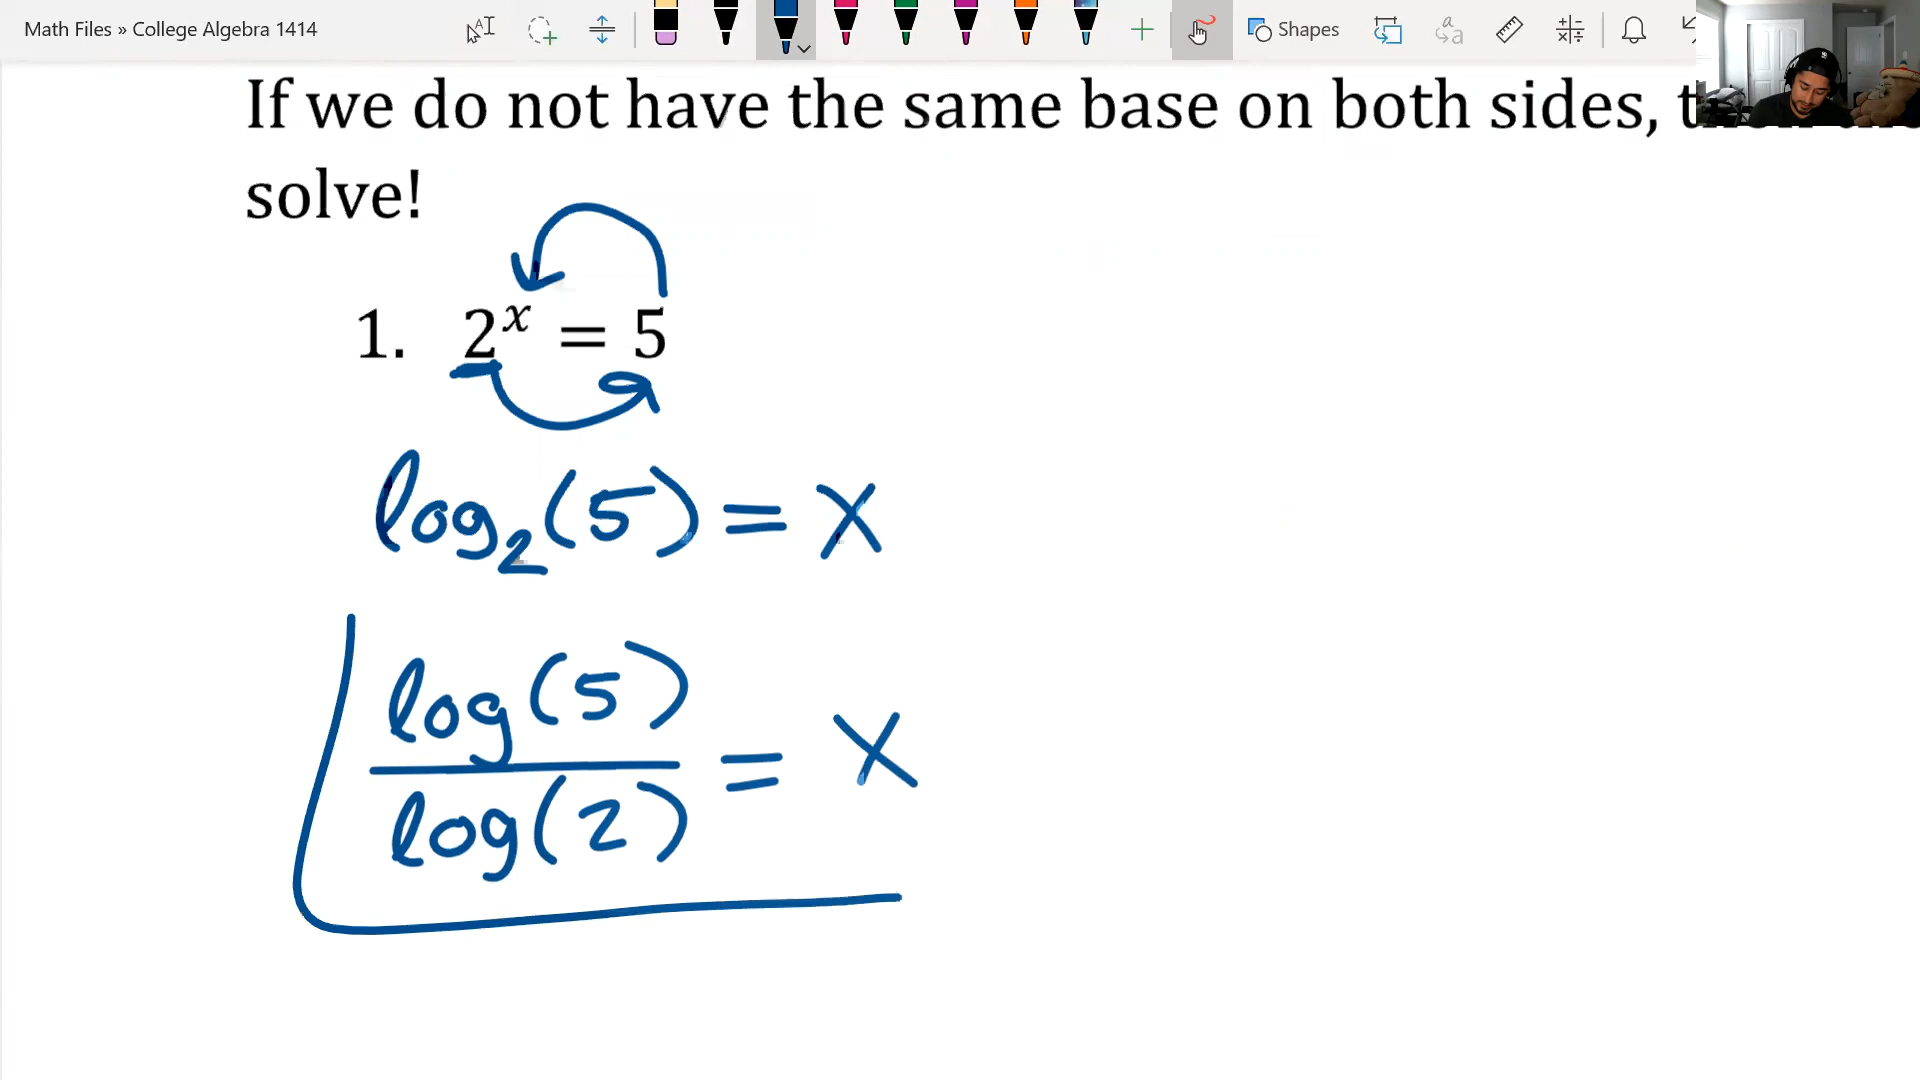 Math Files » College Algebra 1414
Shapes
If we do not have the same base on both sides,
solve!
1. 2^x = 5
log₂(5) = x
log(5)
/ log(2) = x